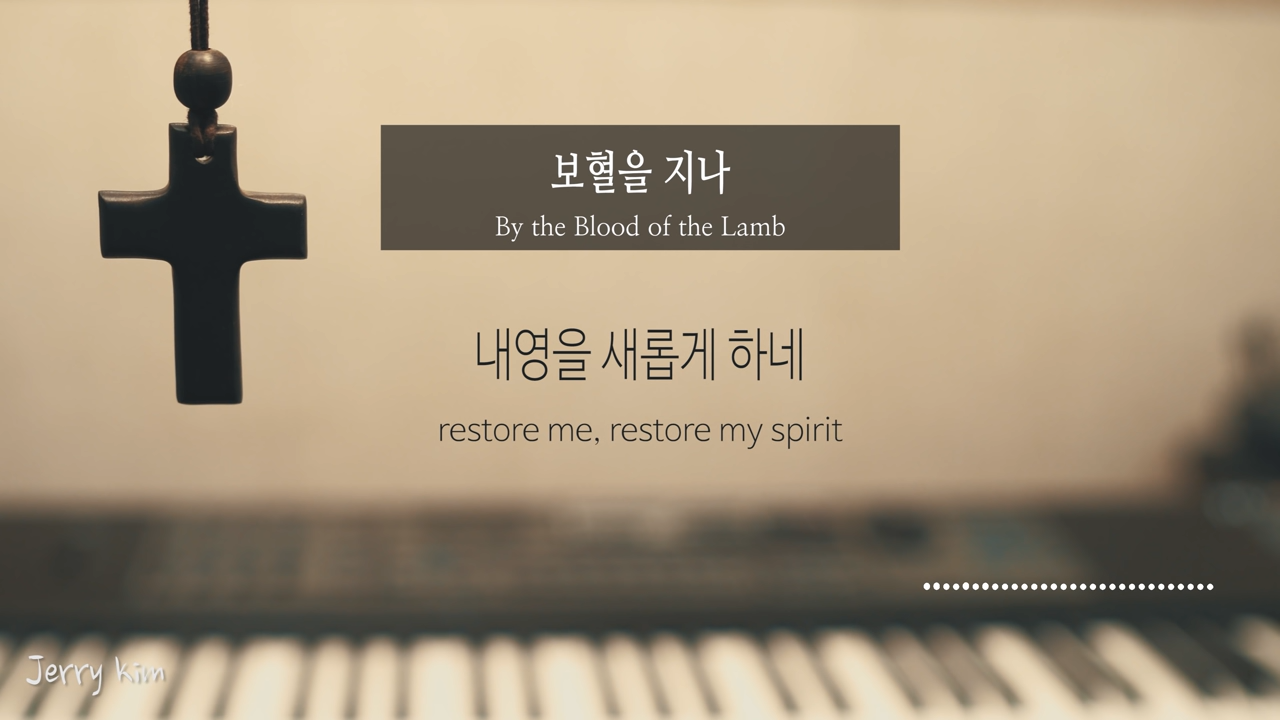 보혈을 지나
By the Blood of the Lamb
내영을 새롭게 하네
restore me, restore my spirit
Jerry Kim